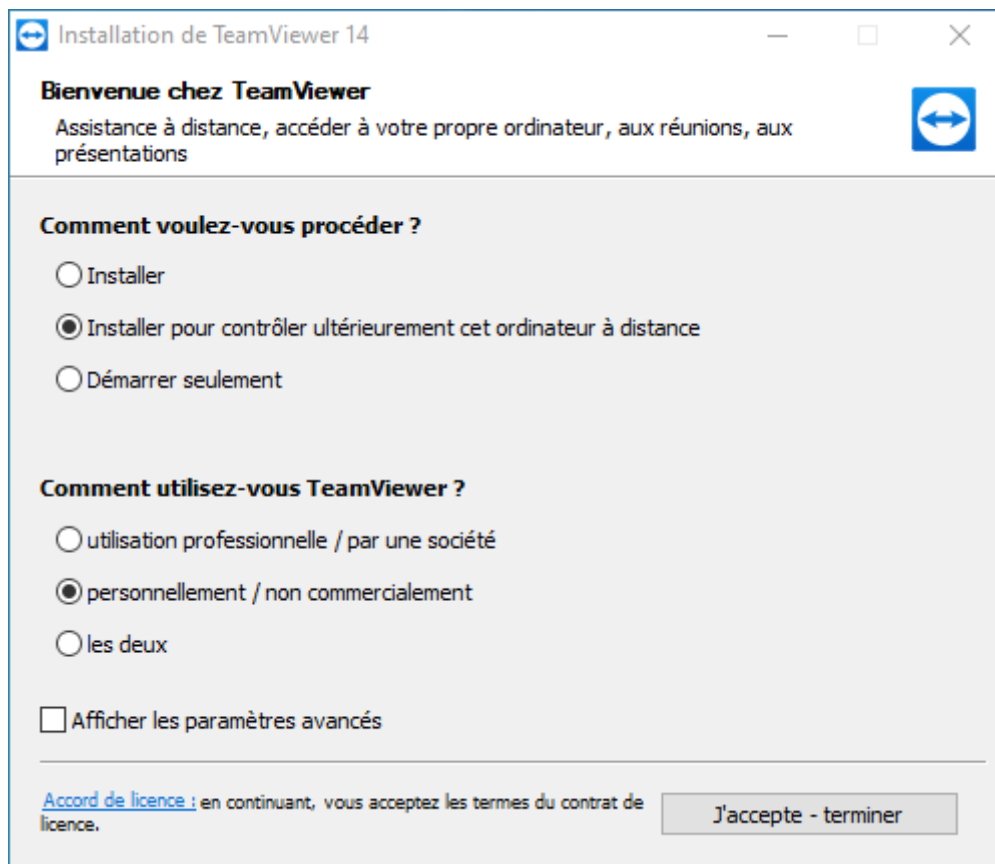 Installation de TeamViewer 14
Bienvenue chez TeamViewer
Assistance à distance, accéder à votre propre ordinateur, aux réunions, aux
présentations
Comment voulez-vous procéder ?
Installer
Installer pour contrôler ultérieurement cet ordinateur à distance
Démarrer seulement
Comment utilisez-vous TeamViewer ?
utilisation professionnelle / par une société
personnellement / non commercialement
les deux
Afficher les paramètres avancés
Accord de licence : en continuant, vous acceptez les termes du contrat de
licence.
J'accepte - terminer